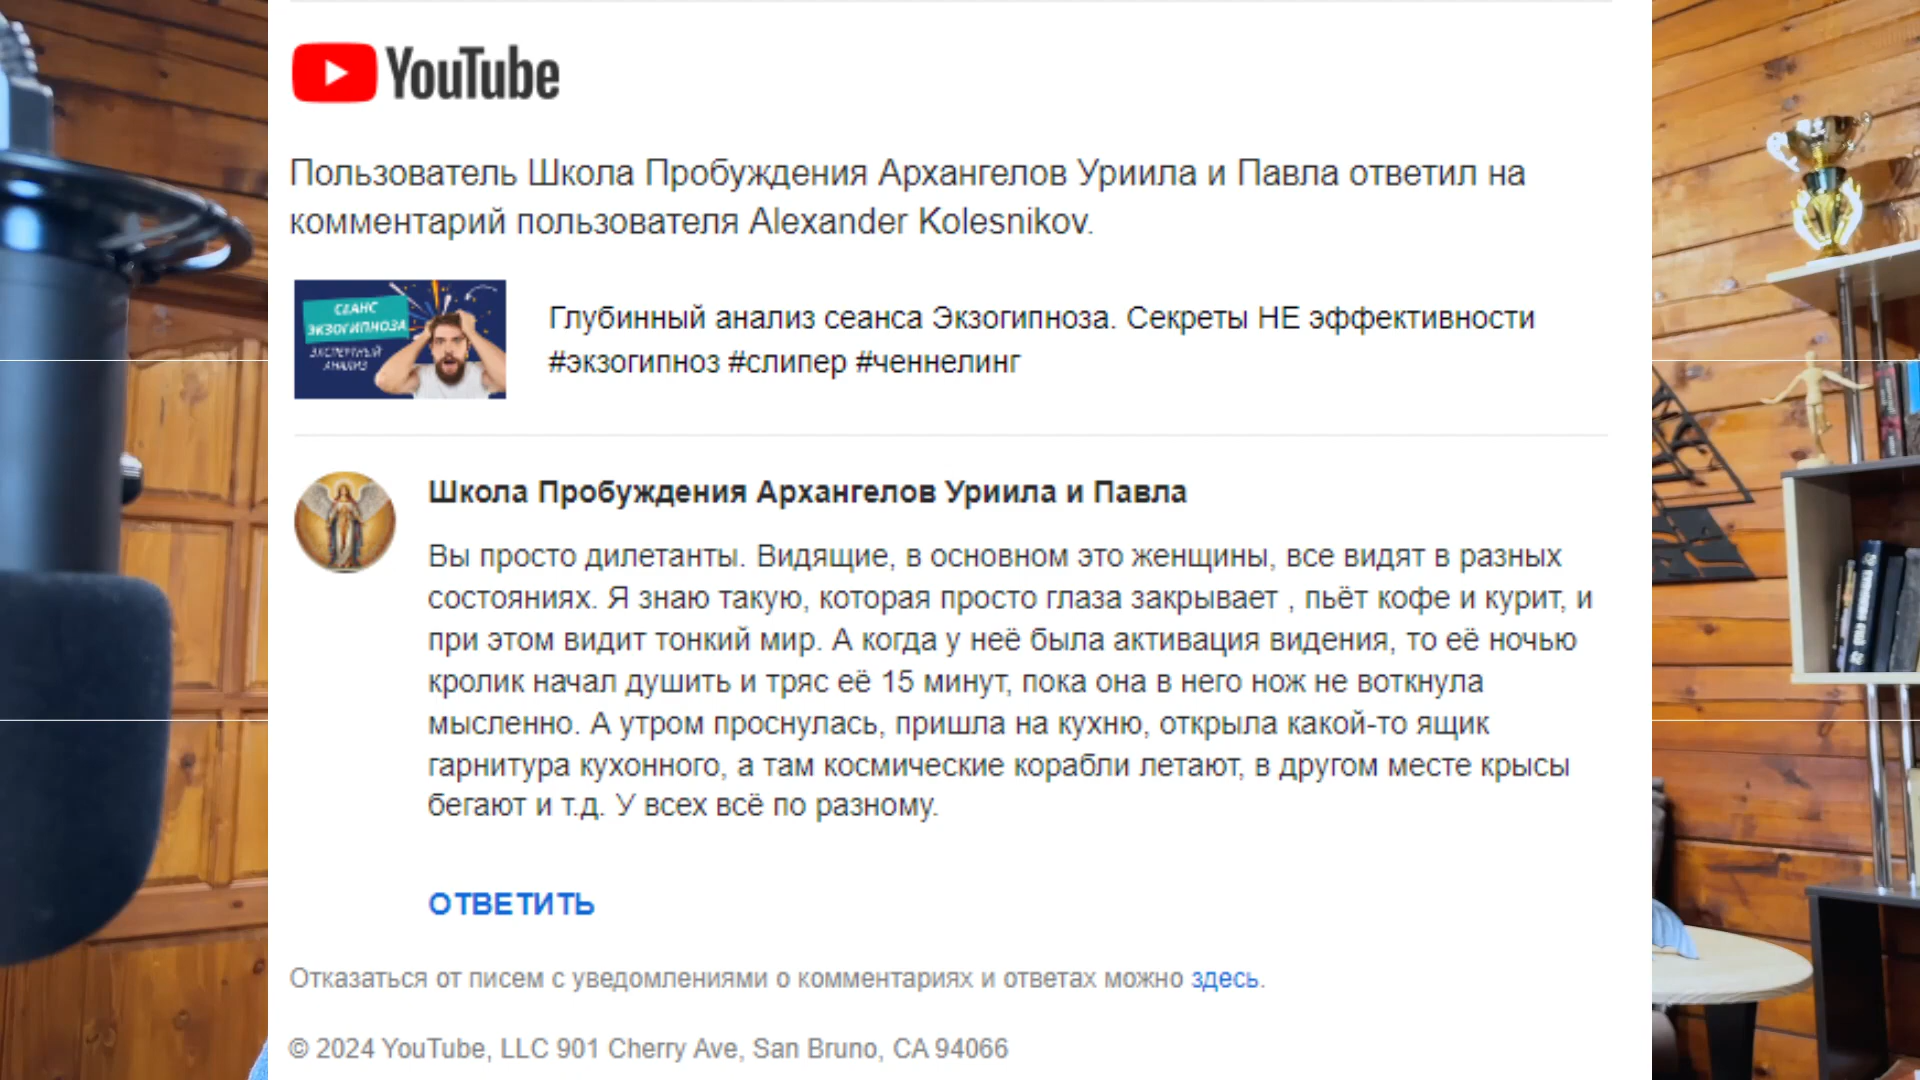 YouTube
Пользователь Школа Пробуждения Архангелов Уриила и Павла ответил на
комментарий пользователя Alexander Kolesnikov.
СЕАНС
ЭКЗОГИПНОЗА
ЭКСПЕРТНЫЙ
АНАЛИЗ
Глубинный анализ сеанса Экзогипноза. Секреты НЕ эффективности
#экзогипноз #слипер #ченнелинг
Школа Пробуждения Архангелов Уриила и Павла
Вы просто дилетанты. Видящие, в основном это женщины, все видят в разных
состояниях. Я знаю такую, которая просто глаза закрывает , пьёт кофе и курит, и
при этом видит тонкий мир. А когда у неё была активация видения, то её ночью
кролик начал душить и тряс её 15 минут, пока она в него нож не воткнула
мысленно. А утром проснулась, пришла на кухню, открыла какой-то ящик
гарнитура кухонного, а там космические корабли летают, в другом месте крысы
бегают и т.д. У всех всё по разному.
ОТВЕТИТЬ
Отказаться от писем с уведомлениями о комментариях и ответах можно здесь.
© 2024 YouTube, LLC 901 Cherry Ave, San Bruno, CA 94066